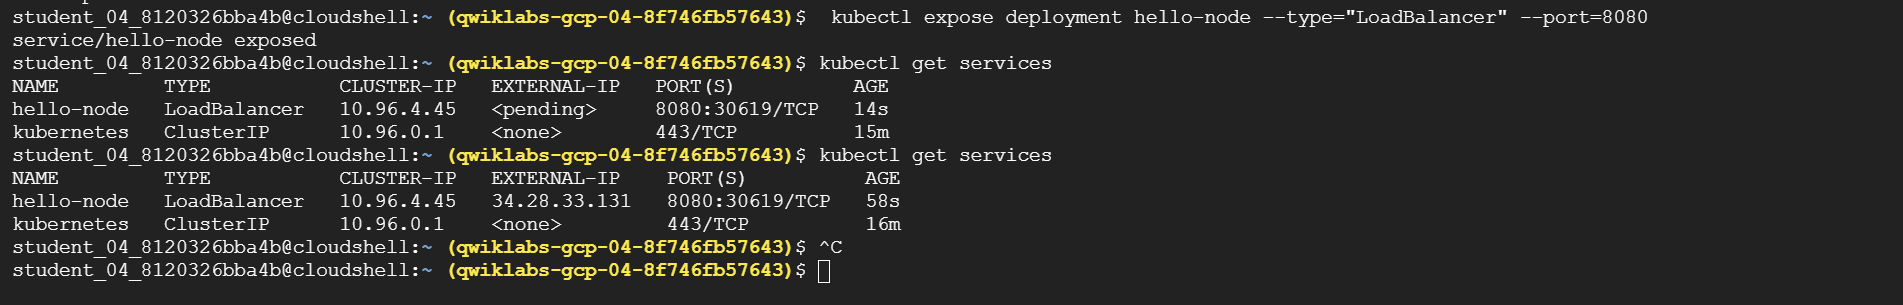 student_04_8120326bba4b@cloudshell:~ (qwiklabs-gcp-04-8f746fb57643)$  kubectl expose deployment hello-node --type="LoadBalancer" --port=8080
service/hello-node exposed
student_04_8120326bba4b@cloudshell:~ (qwiklabs-gcp-04-8f746fb57643)$ kubectl get services
NAME         TYPE           CLUSTER-IP   EXTERNAL-IP   PORT(S)          AGE
hello-node   LoadBalancer   10.96.4.45   <pending>     8080:30619/TCP   14s
kubernetes   ClusterIP      10.96.0.1    <none>        443/TCP          15m
student_04_8120326bba4b@cloudshell:~ (qwiklabs-gcp-04-8f746fb57643)$ kubectl get services
NAME         TYPE           CLUSTER-IP   EXTERNAL-IP    PORT(S)          AGE
hello-node   LoadBalancer   10.96.4.45   34.28.33.131   8080:30619/TCP   58s
kubernetes   ClusterIP      10.96.0.1    <none>         443/TCP          16m
student_04_8120326bba4b@cloudshell:~ (qwiklabs-gcp-04-8f746fb57643)$ ^C
student_04_8120326bba4b@cloudshell:~ (qwiklabs-gcp-04-8f746fb57643)$